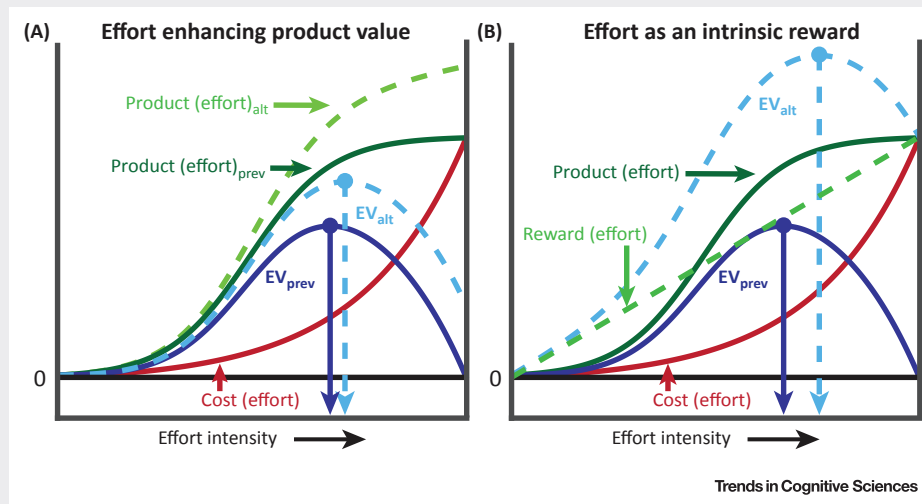 (A) Effort enhancing product value
Product (effort)alt
Product (effort)prev
EValt
EVprev
0
Cost (effort)
Effort intensity
(B) Effort as an intrinsic reward
EValt
Product (effort)
Reward (effort)
EVprev
0
Cost (effort)
Effort intensity
Trends in Cognitive Sciences